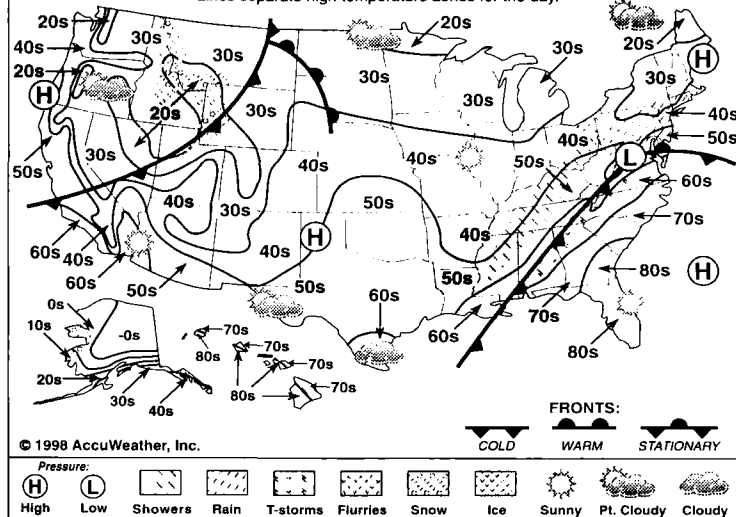 Lines separate high temperature zones for the day.
20s
40s
30s
20s
H
20s
30s
50s
60s
40s
60s
50s
40s
30s
30s
40s
40s
H
50s
50s
20s
30s
30s
30s
20s
H
30s
40s
50s
40s
40s
50s
L
60s
70s
40s
50s
60s
70s
80s
H
80s
60s
0s
-0s
10s
20s
30s
40s
70s
80s
70s
70s
80s
70s
FRONTS:
COLD WARM STATIONARY
© 1998 AccuWeather, Inc.
Pressure:
H L
High Low Showers Rain T-storms Flurries Snow Ice Sunny Pt. Cloudy Cloudy